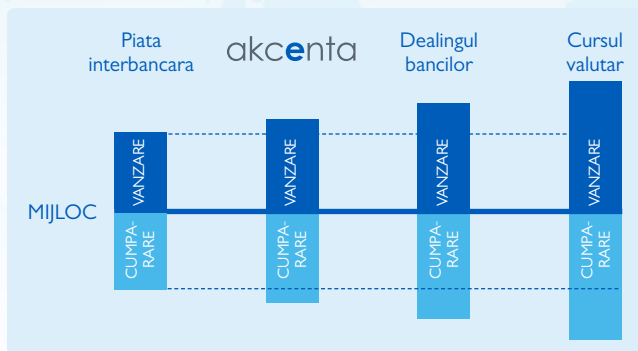 Piata
interbancara
akcenta
Dealingul
bancilor
Cursul
valutar
VANZARE
VANZARE
VANZARE
VANZARE
MIJLOC
CUMPA-
RARE
CUMPA-
RARE
CUMPA-
RARE
CUMPA-
RARE